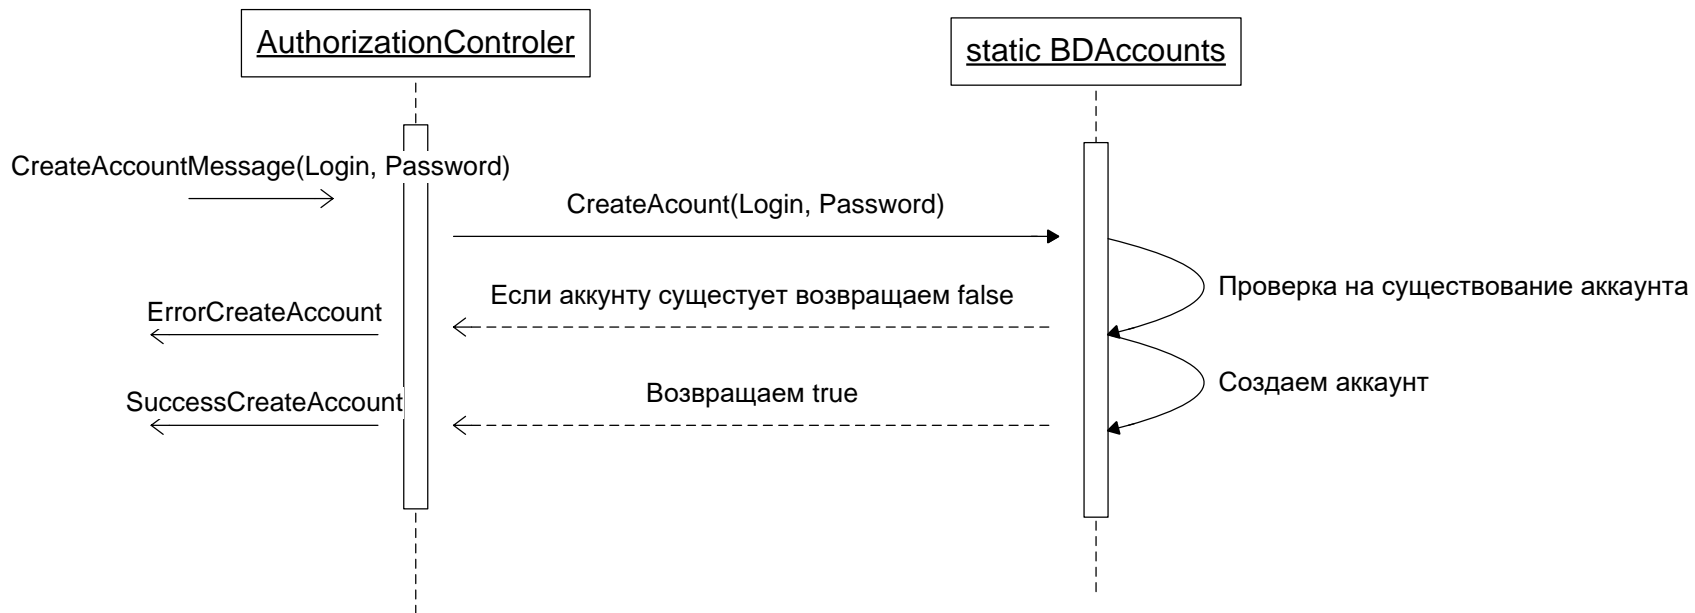 AuthorizationControler
static BDAccounts
CreateAccountMessage(Login, Password)
CreateAcount(Login, Password)
Проверка на существование аккаунта
Если аккунту сущестует возвращаем false
ErrorCreateAccount
Создаем аккаунт
Возвращаем true
SuccessCreateAccount